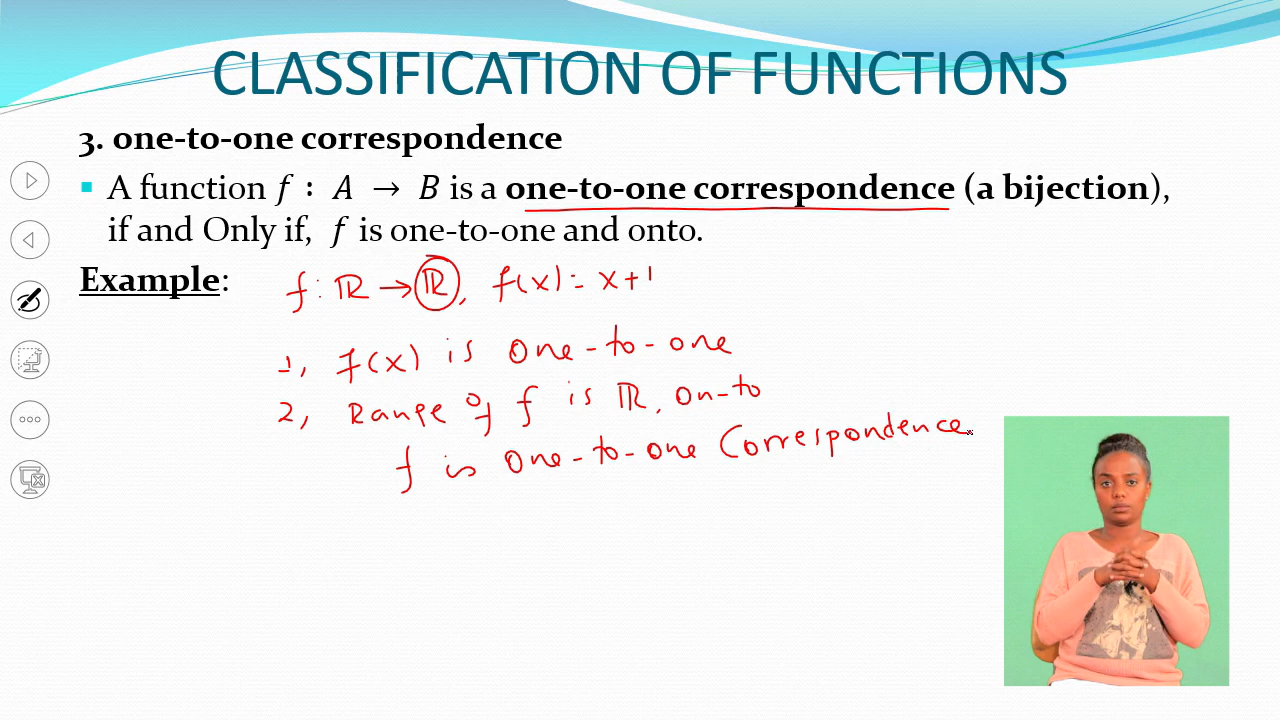 CLASSIFICATION OF FUNCTIONS
3. one-to-one correspondence
▪ A function f : A → B is a one-to-one correspondence (a bijection),
if and Only if, f is one-to-one and onto.
Example: f : ℝ → ℝ, f(x) = x+1
1, f(x) is one-to-one
2, Range of f is ℝ, on-to
f is one-to-one Correspondence.